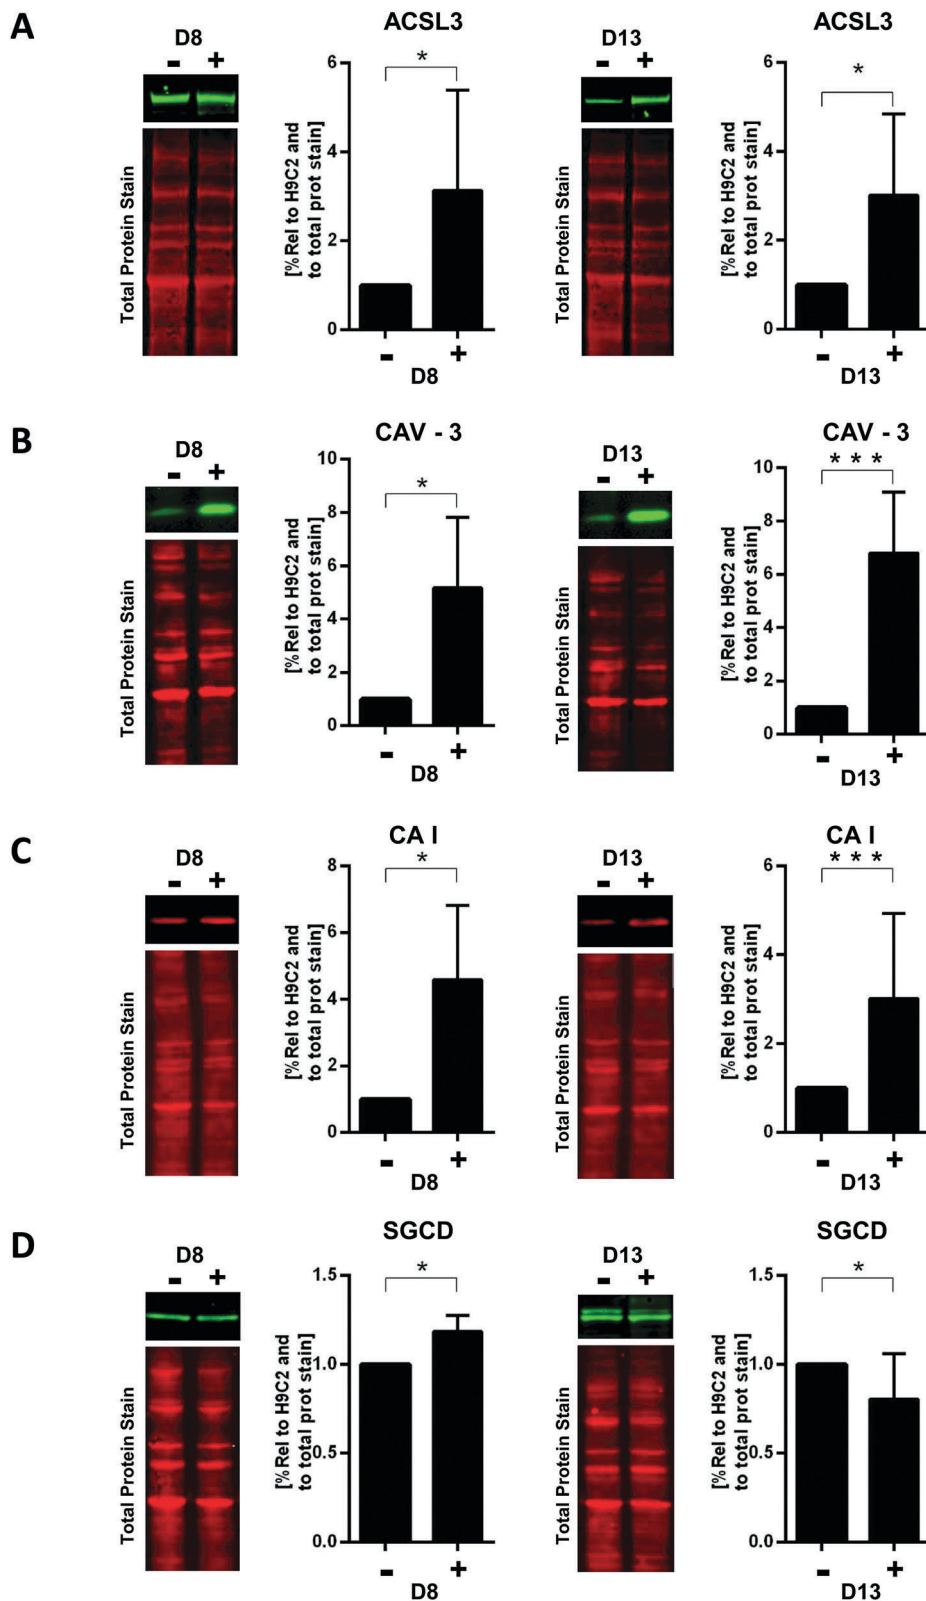 A
D8
- +
Total Protein Stain
ACSL3
*
[%Rel to H9C2 and
to total prot stain]
6
4
2
0
- +
D8
D13
- +
Total Protein Stain
ACSL3
*
[%Rel to H9C2 and
to total prot stain]
6
4
2
0
- +
D13
B
D8
- +
Total Protein Stain
CAV - 3
*
[%Rel to H9C2 and
to total prot stain]
10
8
6
4
2
0
- +
D8
D13
- +
Total Protein Stain
CAV - 3
* * *
[%Rel to H9C2 and
to total prot stain]
10
8
6
4
2
0
- +
D13
C
D8
- +
Total Protein Stain
CA I
*
[%Rel to H9C2 and
to total prot stain]
8
6
4
2
0
- +
D8
D13
- +
Total Protein Stain
CA I
* * *
[%Rel to H9C2 and
to total prot stain]
6
4
2
0
- +
D13
D
D8
- +
Total Protein Stain
SGCD
*
[%Rel to H9C2 and
to total prot stain]
1.5
1.0
0.5
0.0
- +
D8
D13
- +
Total Protein Stain
SGCD
*
[%Rel to H9C2 and
to total prot stain]
1.5
1.0
0.5
0.0
- +
D13